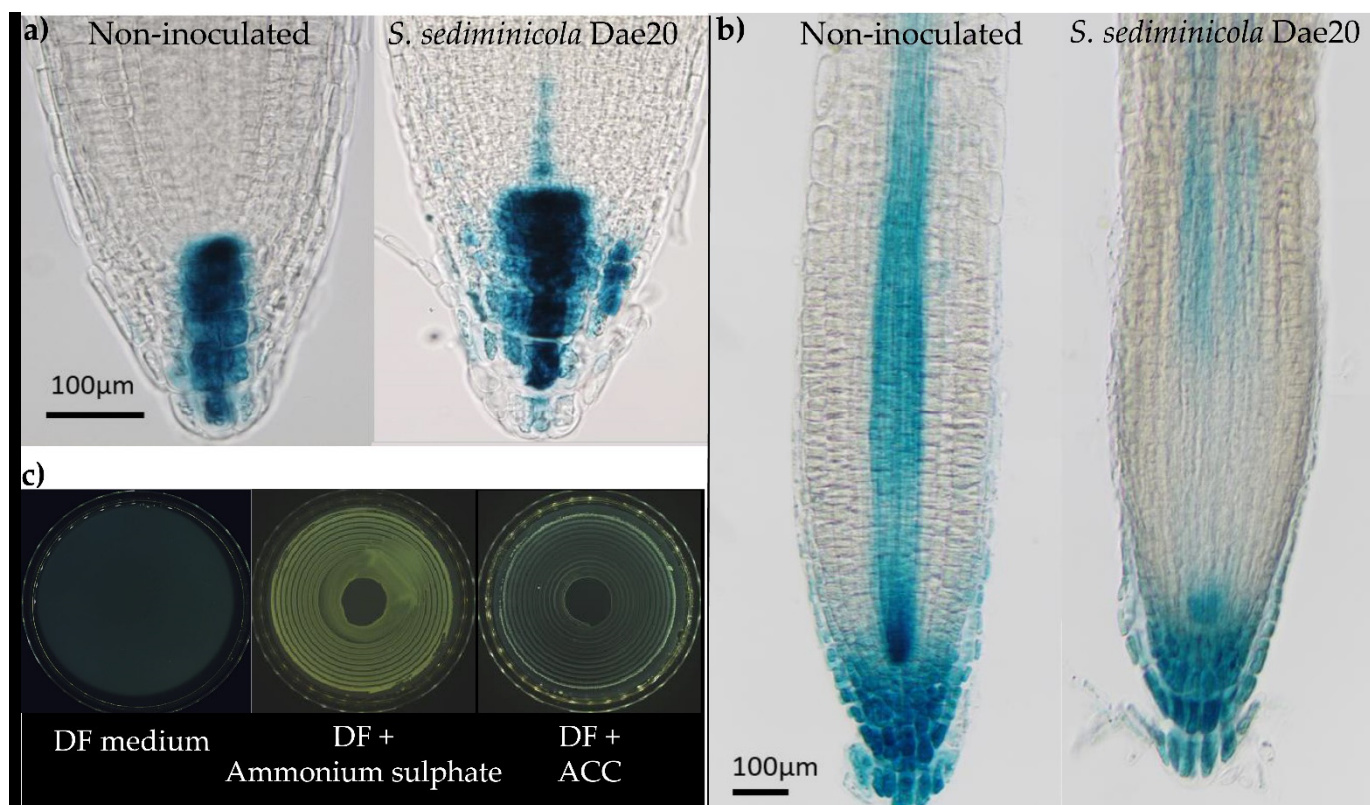 a) Non-inoculated S. sediminicola Dae20
100µm
b) Non-inoculated S. sediminicola Dae20
100µm
c)
DF medium
DF +
Ammonium sulphate
DF +
ACC